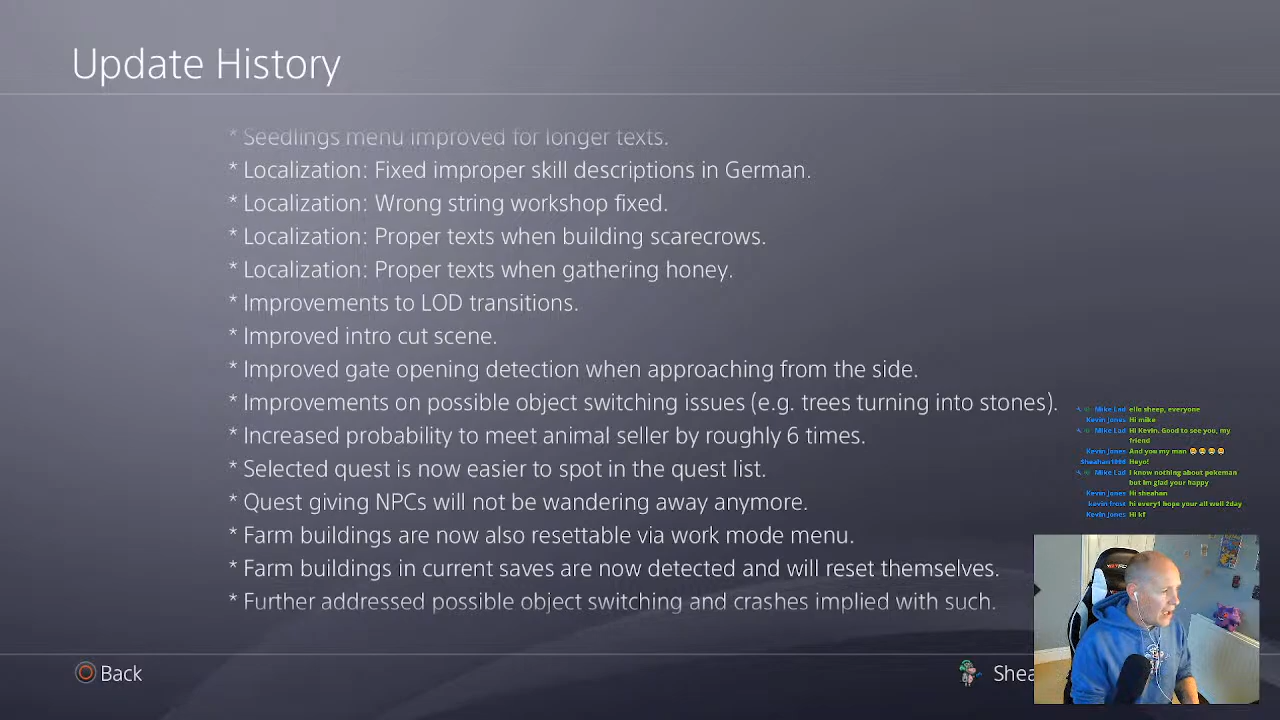 Update History
* Seedlings menu improved for longer texts.
* Localization: Fixed improper skill descriptions in German.
* Localization: Wrong string workshop fixed.
* Localization: Proper texts when building scarecrows.
* Localization: Proper texts when gathering honey.
* Improvements to LOD transitions.
* Improved intro cut scene.
* Improved gate opening detection when approaching from the side.
* Improvements on possible object switching issues (e.g. trees turning into stones).
* Increased probability to meet animal seller by roughly 6 times.
* Selected quest is now easier to spot in the quest list.
* Quest giving NPCs will not be wandering away anymore.
* Farm buildings are now also resettable via work mode menu.
* Farm buildings in current saves are now detected and will reset themselves.
* Further addressed possible object switching and crashes implied with such.
Mike Lad ello sheep, everyone
Kevin Jones Hi mike
Mike Lad Hi Kevin. Good to see you, my
friend
Kevin Jones And you my man
Sheahan1986 Heyo!
Mike Lad I know nothing about pokeman
but Im glad your happy
Kevin Jones Hi sheahan
kevin frost hi every1 hope your all well 2day
Kevin Jones Hi kf
Back
Shea